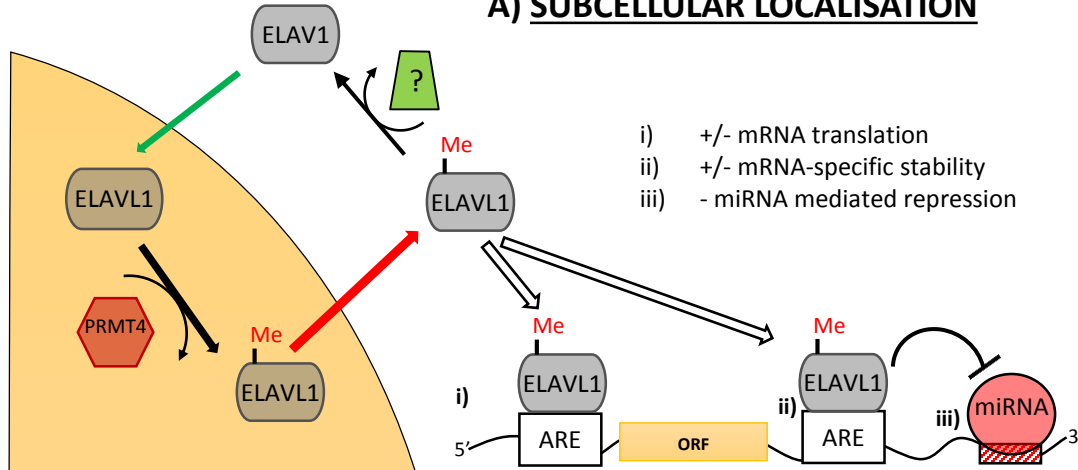 A) SUBCELLULAR LOCALISATION
ELAV1
?
Me
ELAVL1
i) +/- mRNA translation
ii) +/- mRNA-specific stability
iii) - miRNA mediated repression
ELAVL1
PRMT4
Me
ELAVL1
Me
ELAVL1
i)
ARE
5'
ORF
Me
ELAVL1
ii)
ARE
iii)
miRNA
3